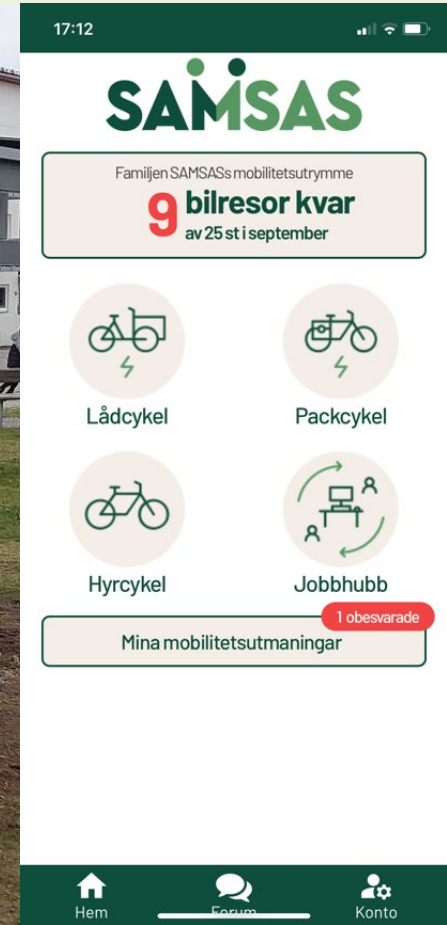 17:12
SAMSAS
Familjen SAMSASs mobilitetsutrymme
9 bilresor kvar
av 25 st i september
Lådcykel
Packcykel
Hyrcykel
Jobbhubb
1 obesvarade
Mina mobilitetsutmaningar
Hem
Forum
Konto